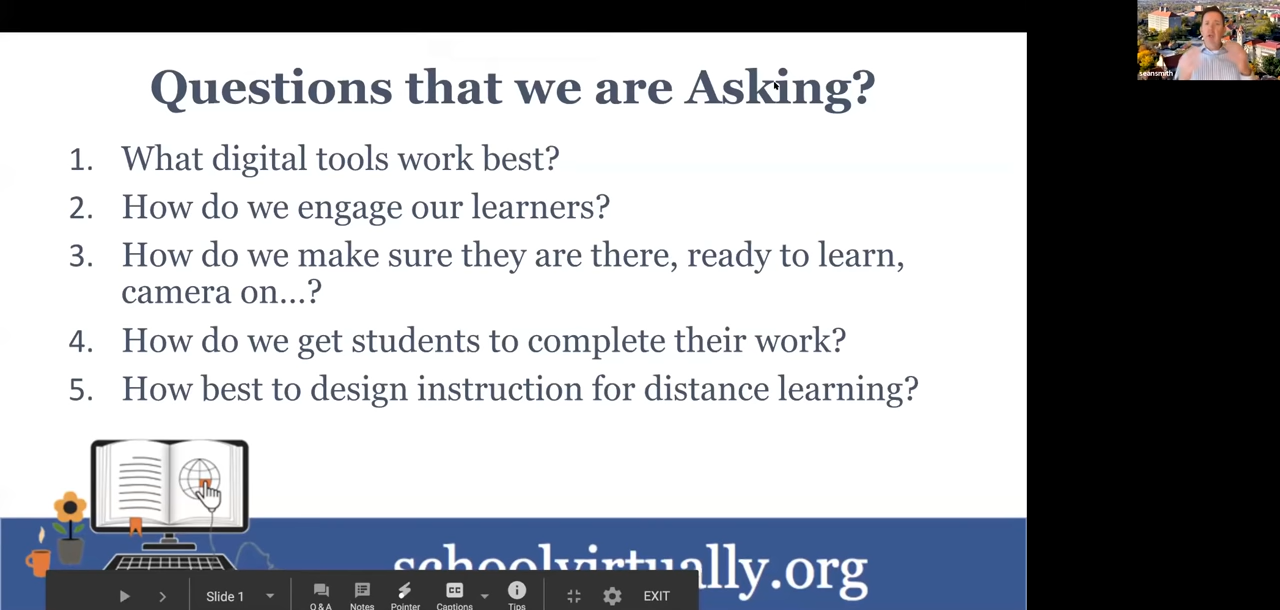 Questions that we are Asking?
seansmith
1. What digital tools work best?
2. How do we engage our learners?
3. How do we make sure they are there, ready to learn,
camera on...?
4. How do we get students to complete their work?
5. How best to design instruction for distance learning?
schoolvirtually.org
Slide 1
Q & A
Notes
Pointer
CC
Captions
Tips
EXIT